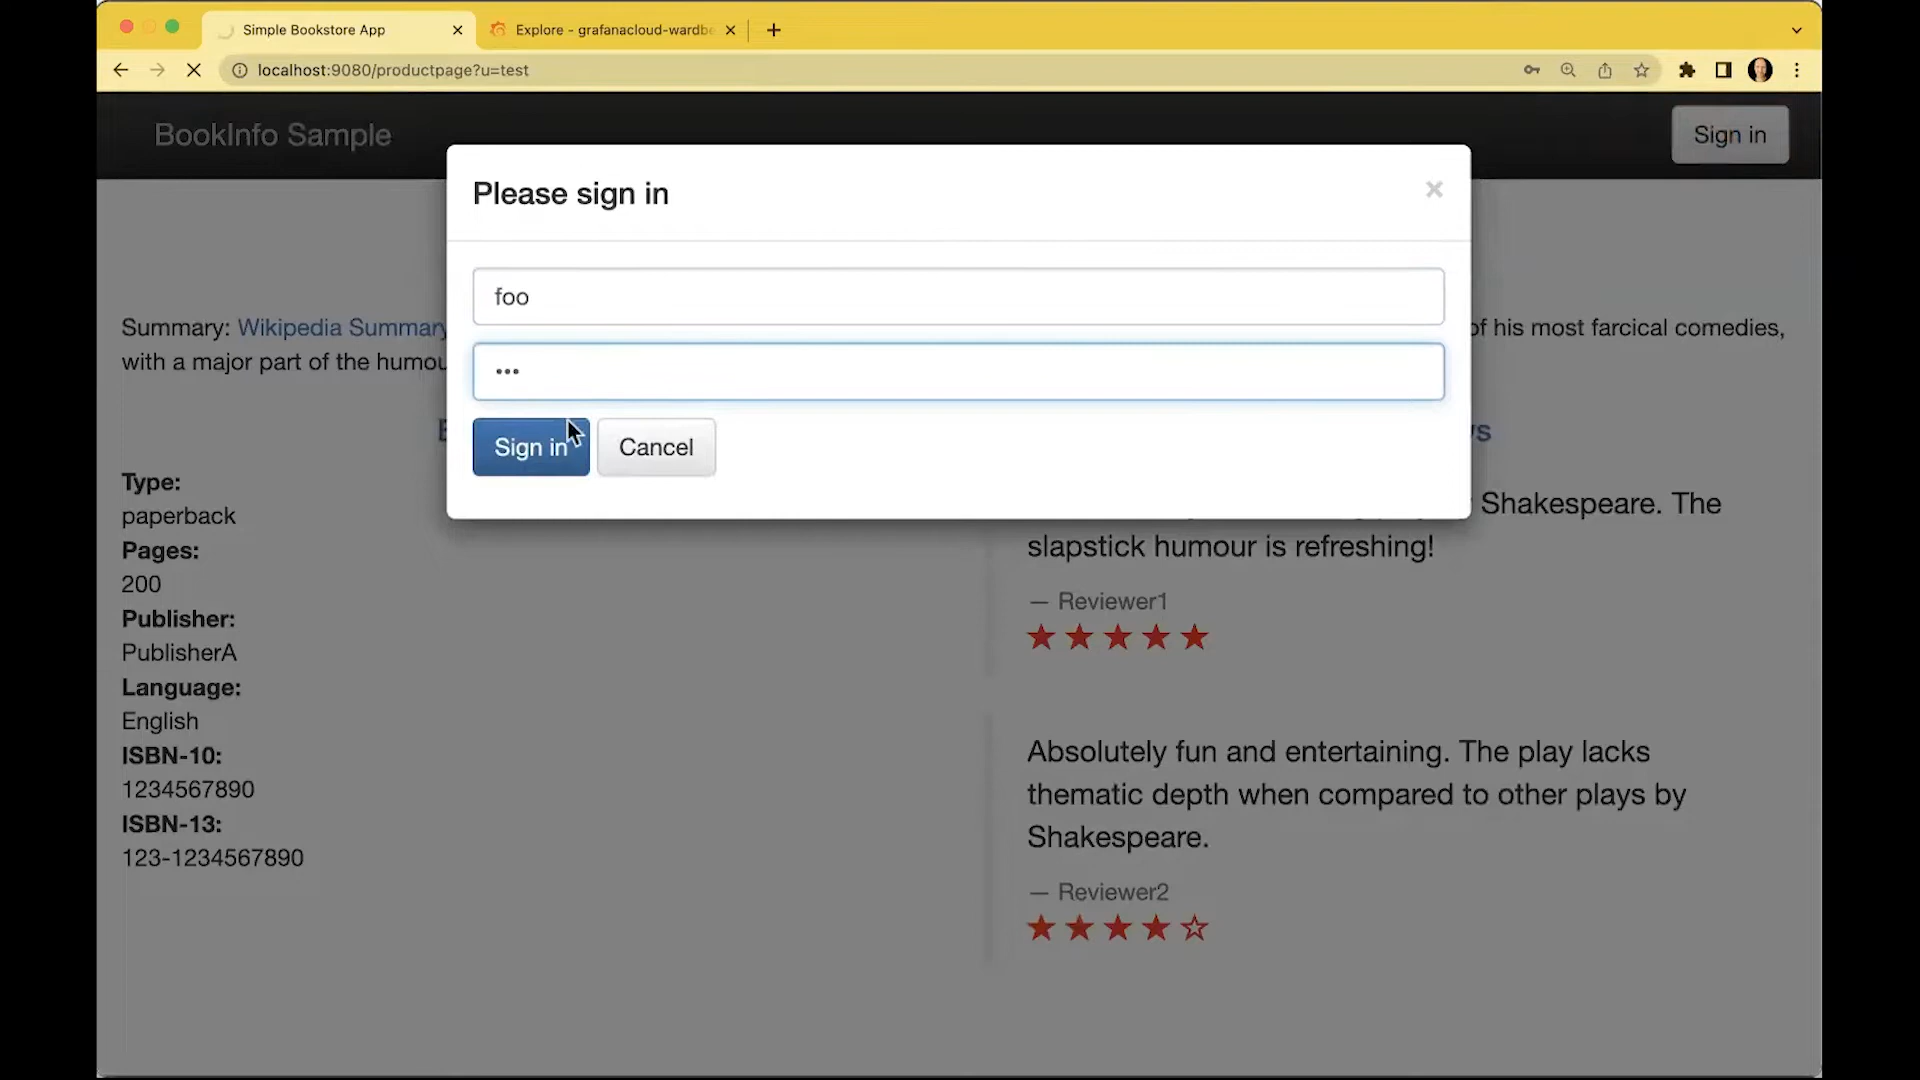 Simple Bookstore App
Explore - grafanacloud-wardbe
localhost:9080/productpage?u=test
BookInfo Sample
Sign in
Please sign in
foo
•••
Sign in
Cancel
Summary: Wikipedia Summary
of his most farcical comedies,
with a major part of the humou
Type:
paperback
Pages:
200
Publisher:
PublisherA
Language:
English
ISBN-10:
1234567890
ISBN-13:
123-1234567890
Shakespeare. The
slapstick humour is refreshing!
— Reviewer1
Absolutely fun and entertaining. The play lacks
thematic depth when compared to other plays by
Shakespeare.
— Reviewer2